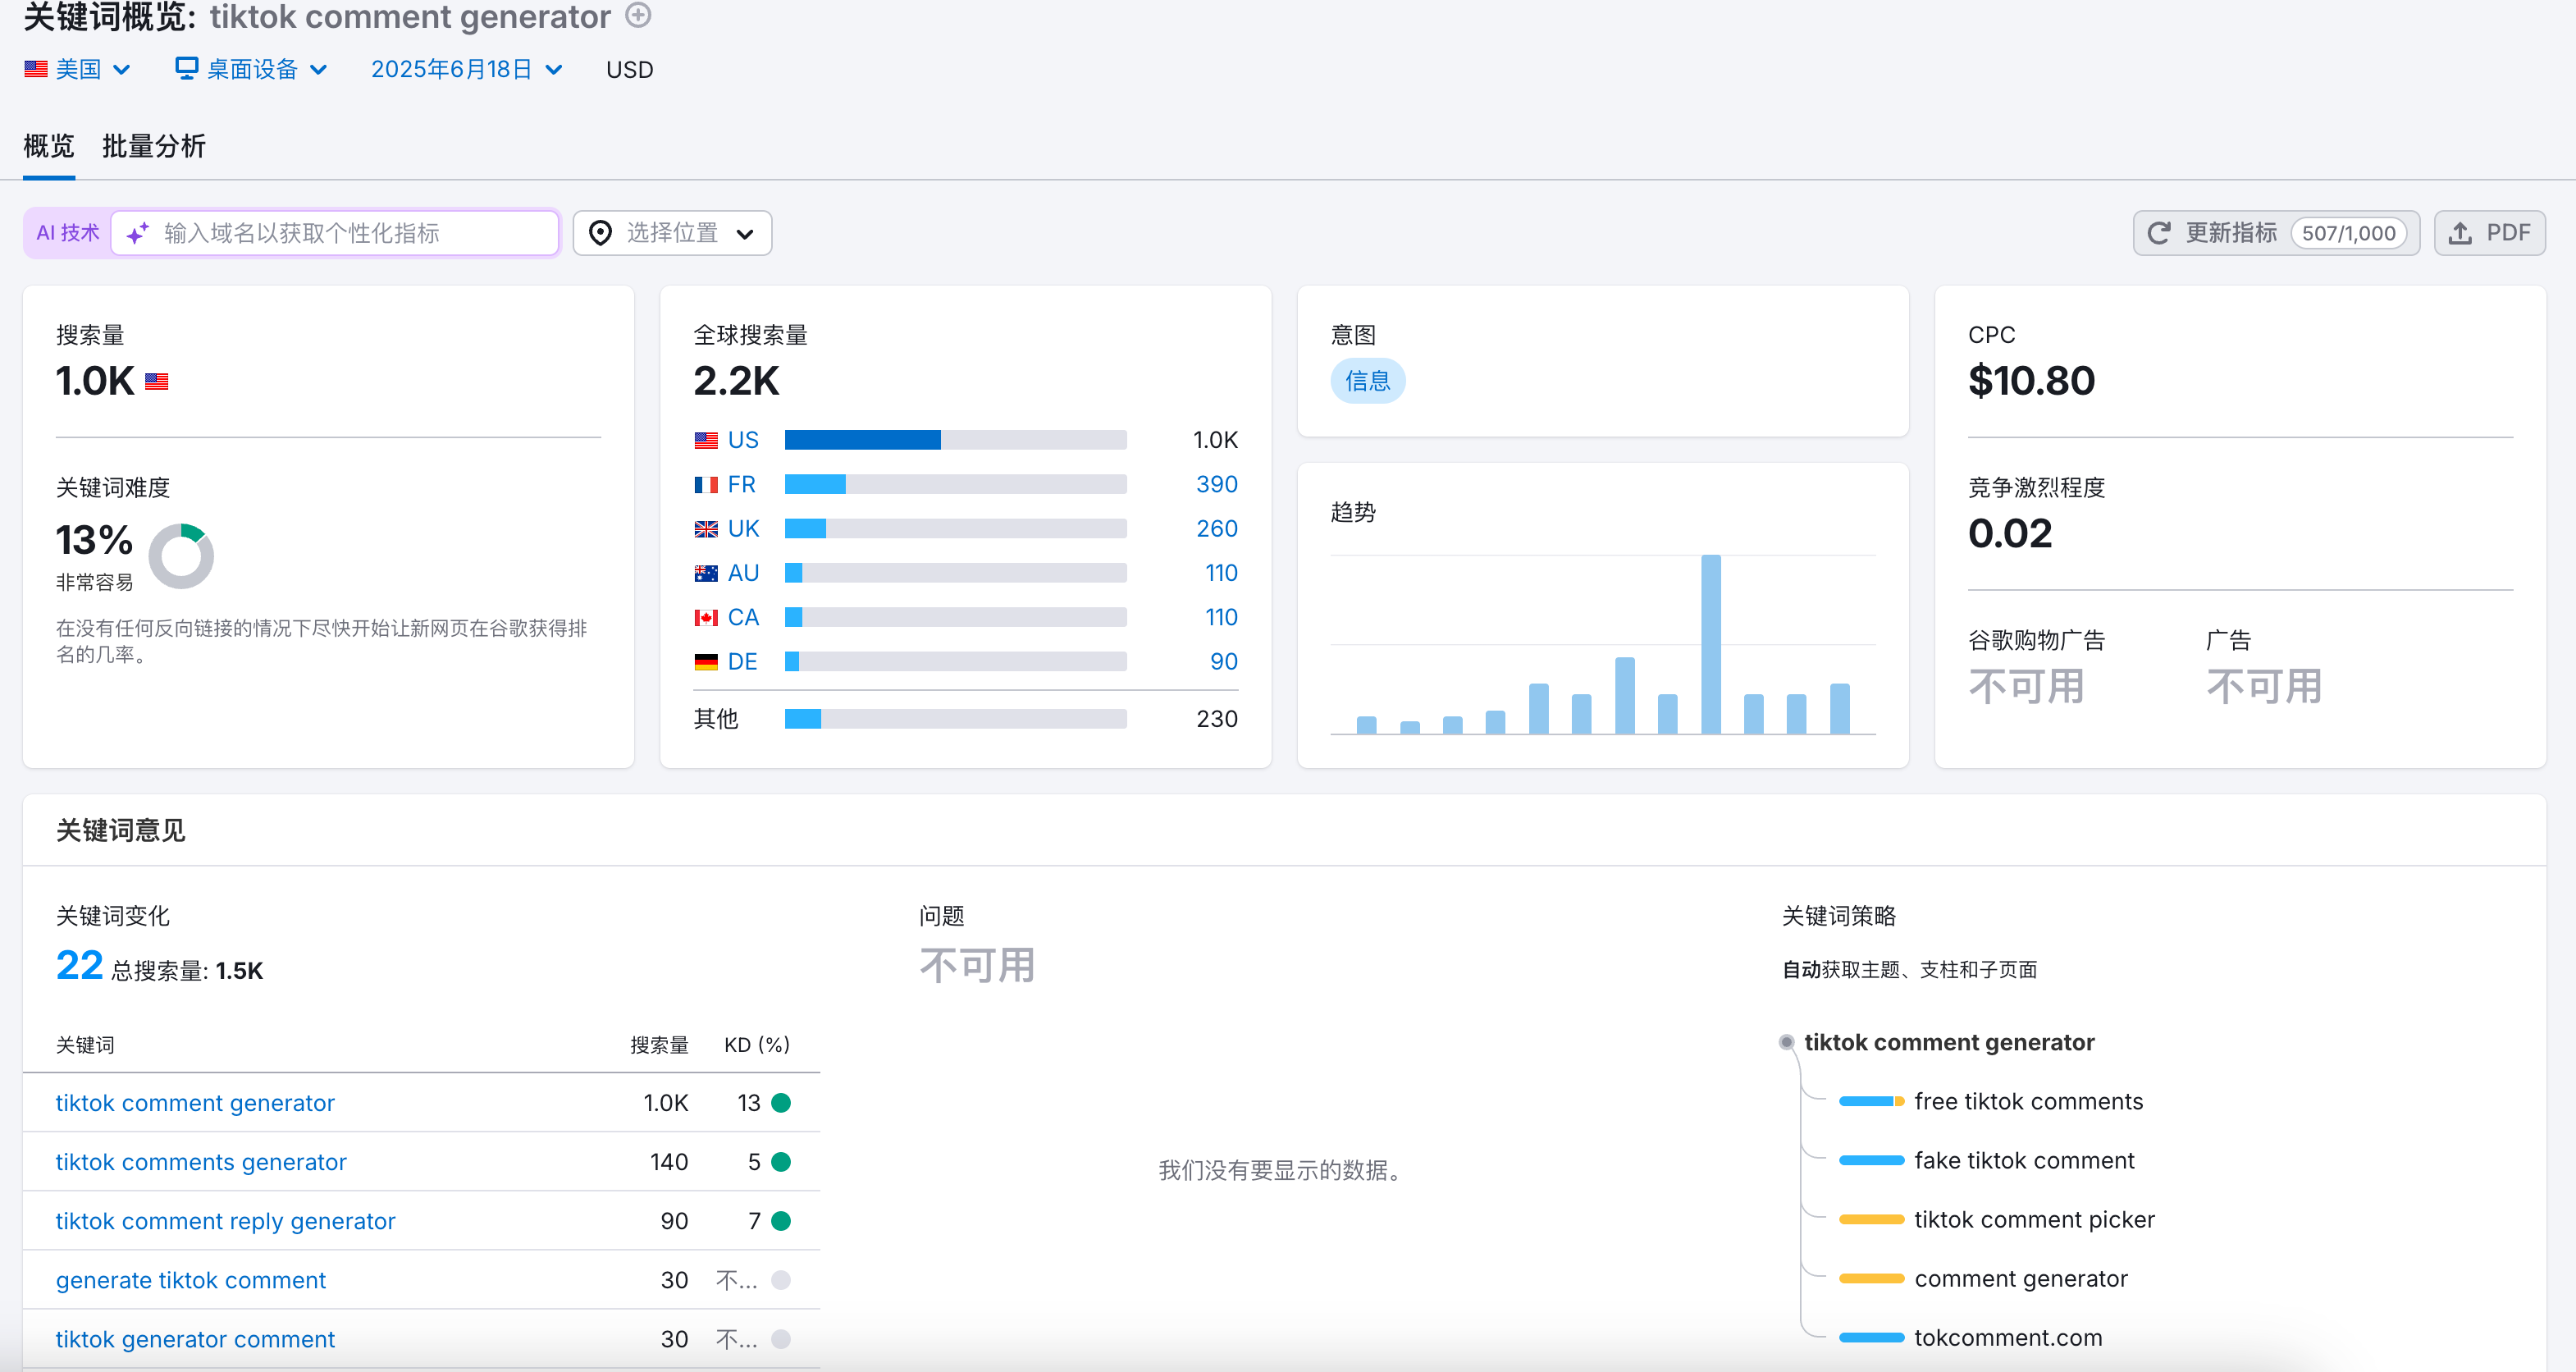 关键词概览: tiktok comment generator
美国 桌面设备 2025年6月18日 USD
概览 批量分析
AI 技术 输入域名以获取个性化指标 选择位置 更新指标 507/1,000 PDF
搜索量
1.0K
关键词难度
13%
非常容易
在没有任何反向链接的情况下尽快开始让新网页在谷歌获得排
名的几率。
全球搜索量
2.2K
US 1.0K
FR 390
UK 260
AU 110
CA 110
DE 90
其他 230
意图
信息
趋势
CPC
$10.80
竞争激烈程度
0.02
谷歌购物广告 广告
不可用 不可用
关键词意见
关键词变化
22 总搜索量: 1.5K
关键词 搜索量 KD (%)
tiktok comment generator 1.0K 13
tiktok comments generator 140 5
tiktok comment reply generator 90 7
generate tiktok comment 30 不...
tiktok generator comment 30 不...
问题
不可用
我们没有要显示的数据。
关键词策略
自动获取主题、支柱和子页面
tiktok comment generator
free tiktok comments
fake tiktok comment
tiktok comment picker
comment generator
tokcomment.com